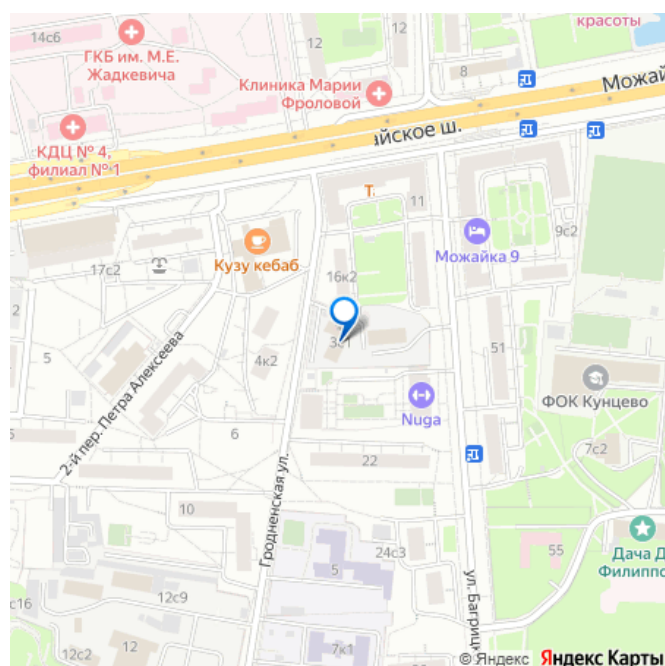 14с6
ГКБ им. М.Е.
Жадкевича
12
12
Клиника Марии
Фроловой
8
красоты
Можай
айское ш.
КДЦ № 4,
филиал № 1
Т
11
9с2
Можайка 9
17с2
Кузу кебаб
16к2
2
5
2-й пер. Петра Алексеева
4к2
51
ФОК Кунцево
Nuga
6
7с2
22
Гродненская ул.
10
24с3
55
Дача Д
Филиппо
5
ул. Багриц
с16
12с9
12с2
12
7к1
© Яндекс Яндекс Карты